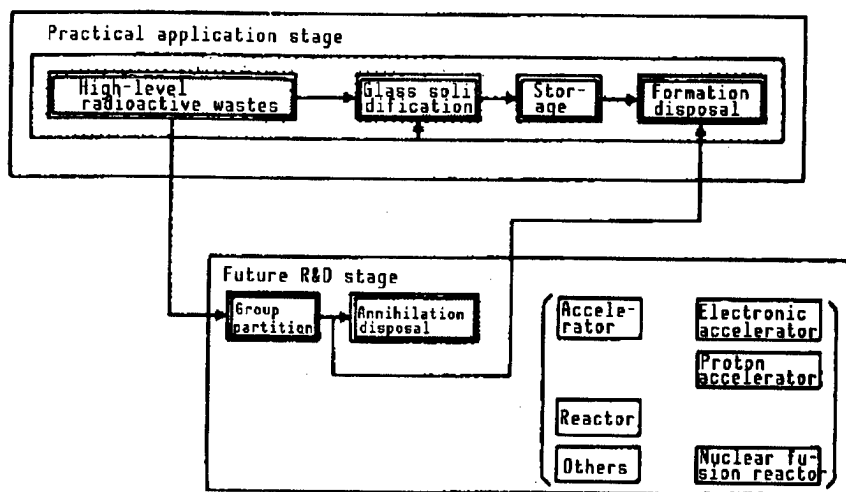 Practical application stage
High-level
radioactive wastes
Glass soli
dification
Stor-
age
Formation
disposal
Future R&D stage
Group
partition
Annihilation
disposal
Accele-
rator
Electronic
accelerator
Proton
accelerator
Reactor
Others
Nuclear fu-
sion reactor